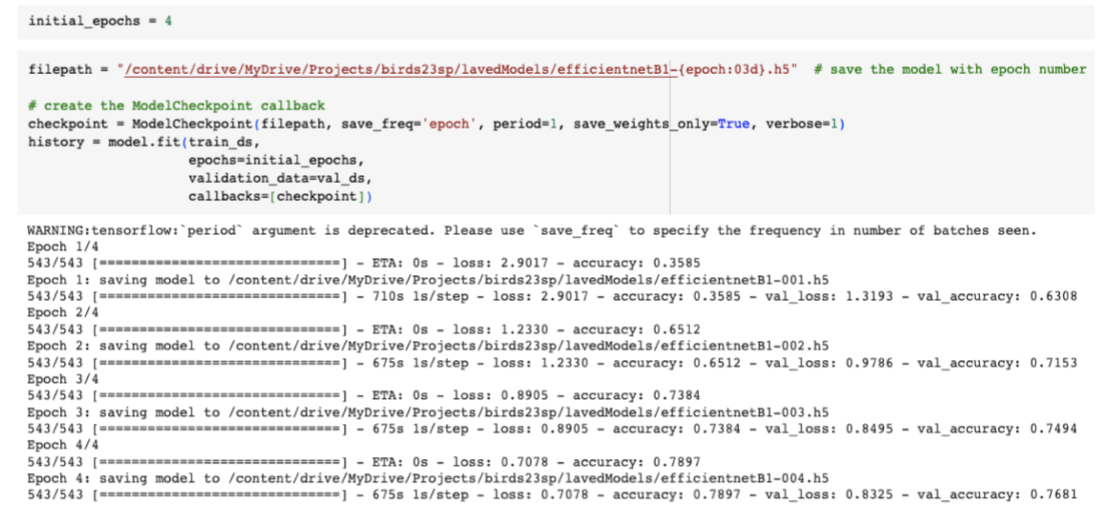 initial_epochs = 4
filepath = "/content/drive/MyDrive/Projects/birds23sp/lavedModels/efficientnetB1-{epoch:03d}.h5"  # save the model with epoch number
# create the ModelCheckpoint callback
checkpoint = ModelCheckpoint(filepath, save_freq='epoch', period=1, save_weights_only=True, verbose=1)
history = model.fit(train_ds,
                    epochs=initial_epochs,
                    validation_data=val_ds,
                    callbacks=[checkpoint])
WARNING:tensorflow:`period` argument is deprecated. Please use `save_freq` to specify the frequency in number of batches seen.
Epoch 1/4
543/543 [==============================] - ETA: 0s - loss: 2.9017 - accuracy: 0.3585
Epoch 1: saving model to /content/drive/MyDrive/Projects/birds23sp/lavedModels/efficientnetB1-001.h5
543/543 [==============================] - 710s 1s/step - loss: 2.9017 - accuracy: 0.3585 - val_loss: 1.3193 - val_accuracy: 0.6308
Epoch 2/4
543/543 [==============================] - ETA: 0s - loss: 1.2330 - accuracy: 0.6512
Epoch 2: saving model to /content/drive/MyDrive/Projects/birds23sp/lavedModels/efficientnetB1-002.h5
543/543 [==============================] - 675s 1s/step - loss: 1.2330 - accuracy: 0.6512 - val_loss: 0.9786 - val_accuracy: 0.7153
Epoch 3/4
543/543 [==============================] - ETA: 0s - loss: 0.8905 - accuracy: 0.7384
Epoch 3: saving model to /content/drive/MyDrive/Projects/birds23sp/lavedModels/efficientnetB1-003.h5
543/543 [==============================] - 675s 1s/step - loss: 0.8905 - accuracy: 0.7384 - val_loss: 0.8495 - val_accuracy: 0.7494
Epoch 4/4
543/543 [==============================] - ETA: 0s - loss: 0.7078 - accuracy: 0.7897
Epoch 4: saving model to /content/drive/MyDrive/Projects/birds23sp/lavedModels/efficientnetB1-004.h5
543/543 [==============================] - 675s 1s/step - loss: 0.7078 - accuracy: 0.7897 - val_loss: 0.8325 - val_accuracy: 0.7681